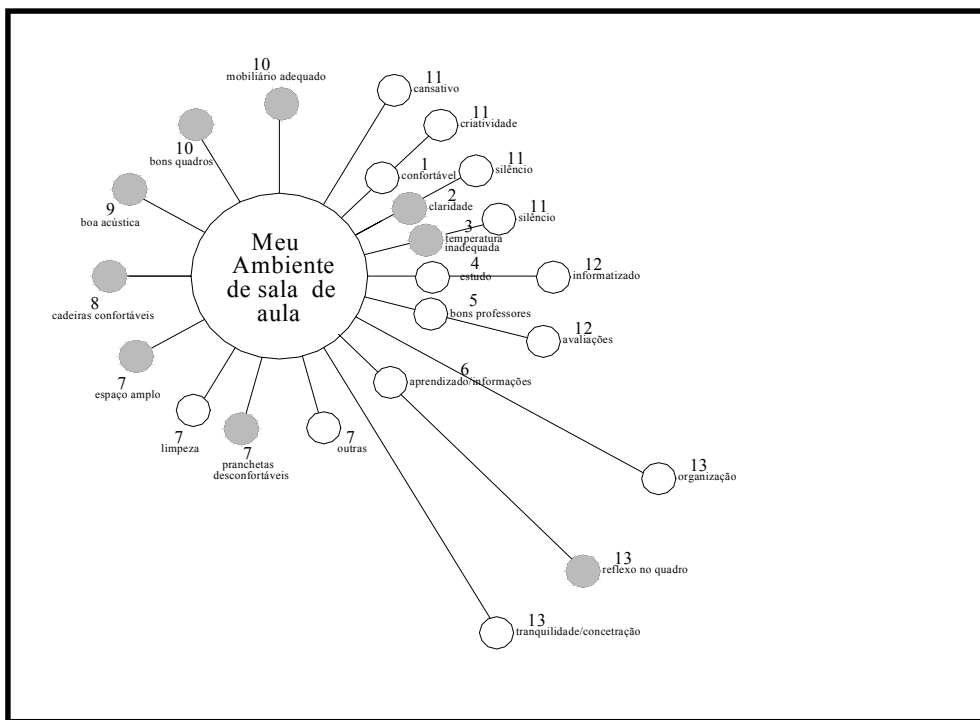 10
mobiliário adequado
11
cansativo
11
criatividade
10
bons quadros
1
confortável
11
silêncio
9
boa acústica
2
claridade
11
silêncio
3
temperatura
inadequada
Meu
Ambiente
de sala de
aula
8
cadeiras confortáveis
4
estudo
12
informatizado
5
bons professores
12
avaliações
7
espaço amplo
6
aprendizado/informações
7
limpeza
7
pranchetas
desconfortáveis
7
outras
13
organização
13
reflexo no quadro
13
tranquilidade/concetração